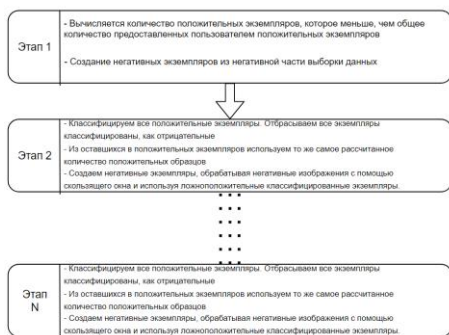 Этап 1
- Вычисляется количество положительных экземпляров, которое меньше, чем общее
количество предоставленных пользователем положительных экземпляров
- Создание негативных экземпляров из негативной части выборки данных
Этап 2
- Классифицируем все положительные экземпляры. Отбрасываем все экземпляры
классифицированы, как отрицательные
- Из оставшихся в положительных экземпляров используем то же самое рассчитанное
количество положительных образцов
- Создаем негативные экземпляры, обрабатывая негативные изображения с помощью
скользящего окна и используя ложноположительные классифицированные экземпляры.
Этап
N
- Классифицируем все положительные экземпляры. Отбрасываем все экземпляры
классифицированы, как отрицательные
- Из оставшихся в положительных экземпляров используем то же самое рассчитанное
количество положительных образцов
- Создаем негативные экземпляры, обрабатывая негативные изображения с помощью
скользящего окна и используя ложноположительные классифицированные экземпляры.